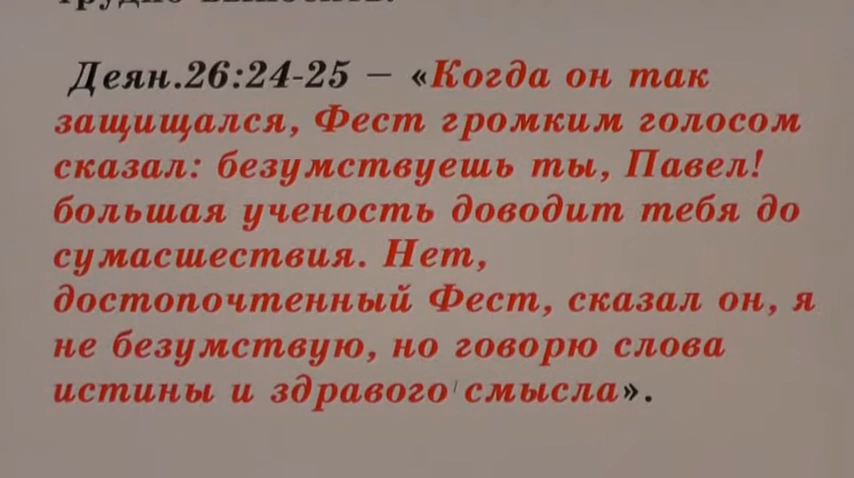 Деян.26:24-25 – «Когда он так
защищался, Фест громким голосом
сказал: безумствуешь ты, Павел!
большая ученость доводит тебя до
сумасшествия. Нет,
достопочтенный Фест, сказал он, я
не безумствую, но говорю слова
истины и здравого смысла».